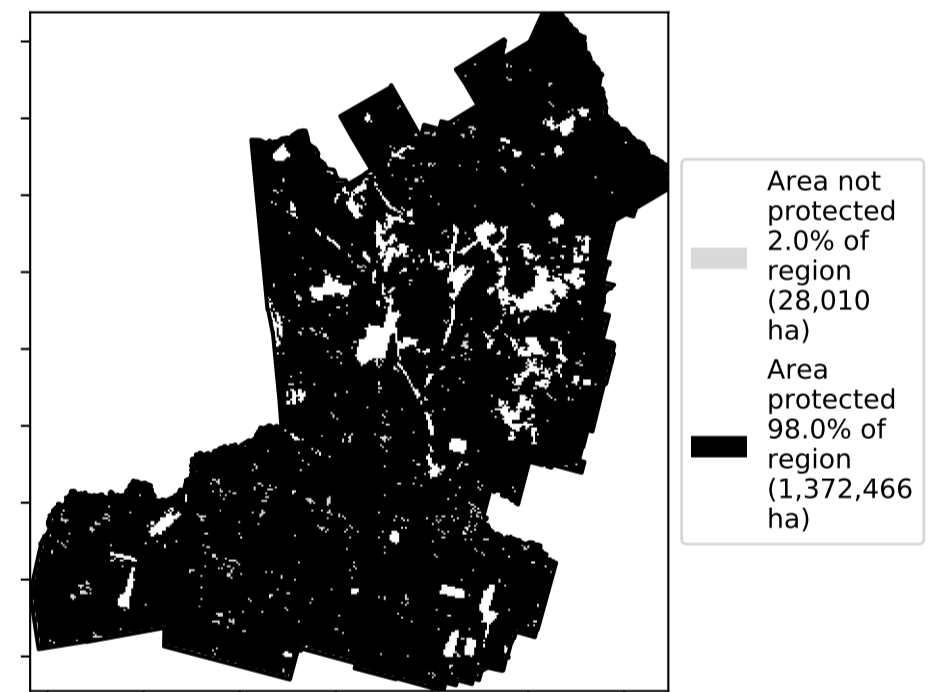 Area not
protected
2.0% of
region
(28,010
ha)
Area
protected
98.0% of
region
(1,372,466
ha)